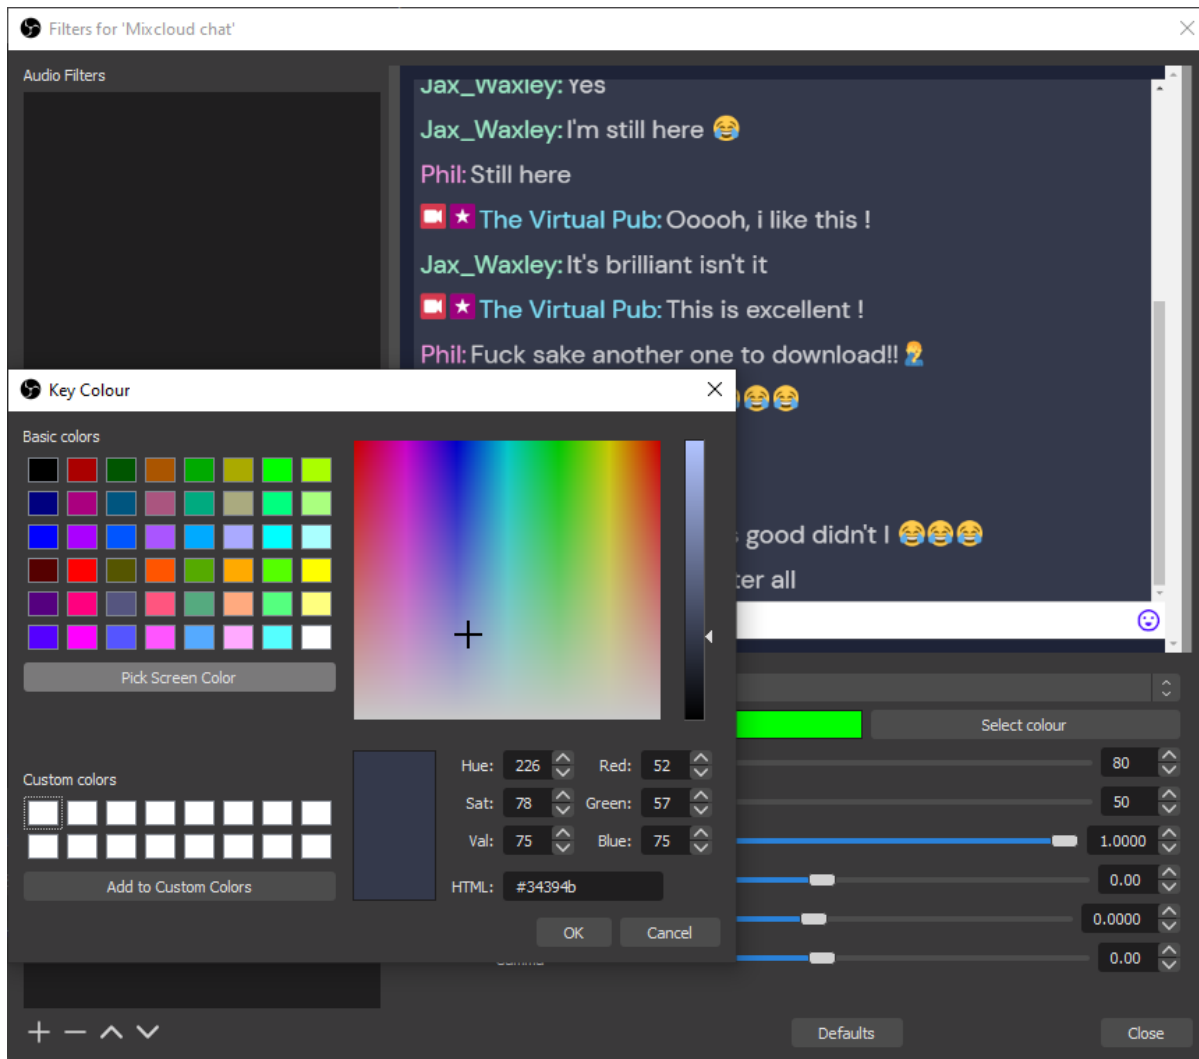 Filters for 'Mixcloud chat'
Audio Filters
Jax_Waxley: Yes
Jax_Waxley: I'm still here 😂
Phil: Still here
The Virtual Pub: Ooooh, i like this !
Jax_Waxley: It's brilliant isn't it
The Virtual Pub: This is excellent !
Phil: Fuck sake another one to download!! 🤦‍♂️
😂😂
good didn't I 😂😂😂
ter all
Key Colour
Basic colors
Pick Screen Color
Custom colors
Add to Custom Colors
Hue: 226 Red: 52
Sat: 78 Green: 57
Val: 75 Blue: 75
HTML: #34394b
OK Cancel
Select colour
80
50
1.0000
0.00
0.0000
0.00
Defaults Close